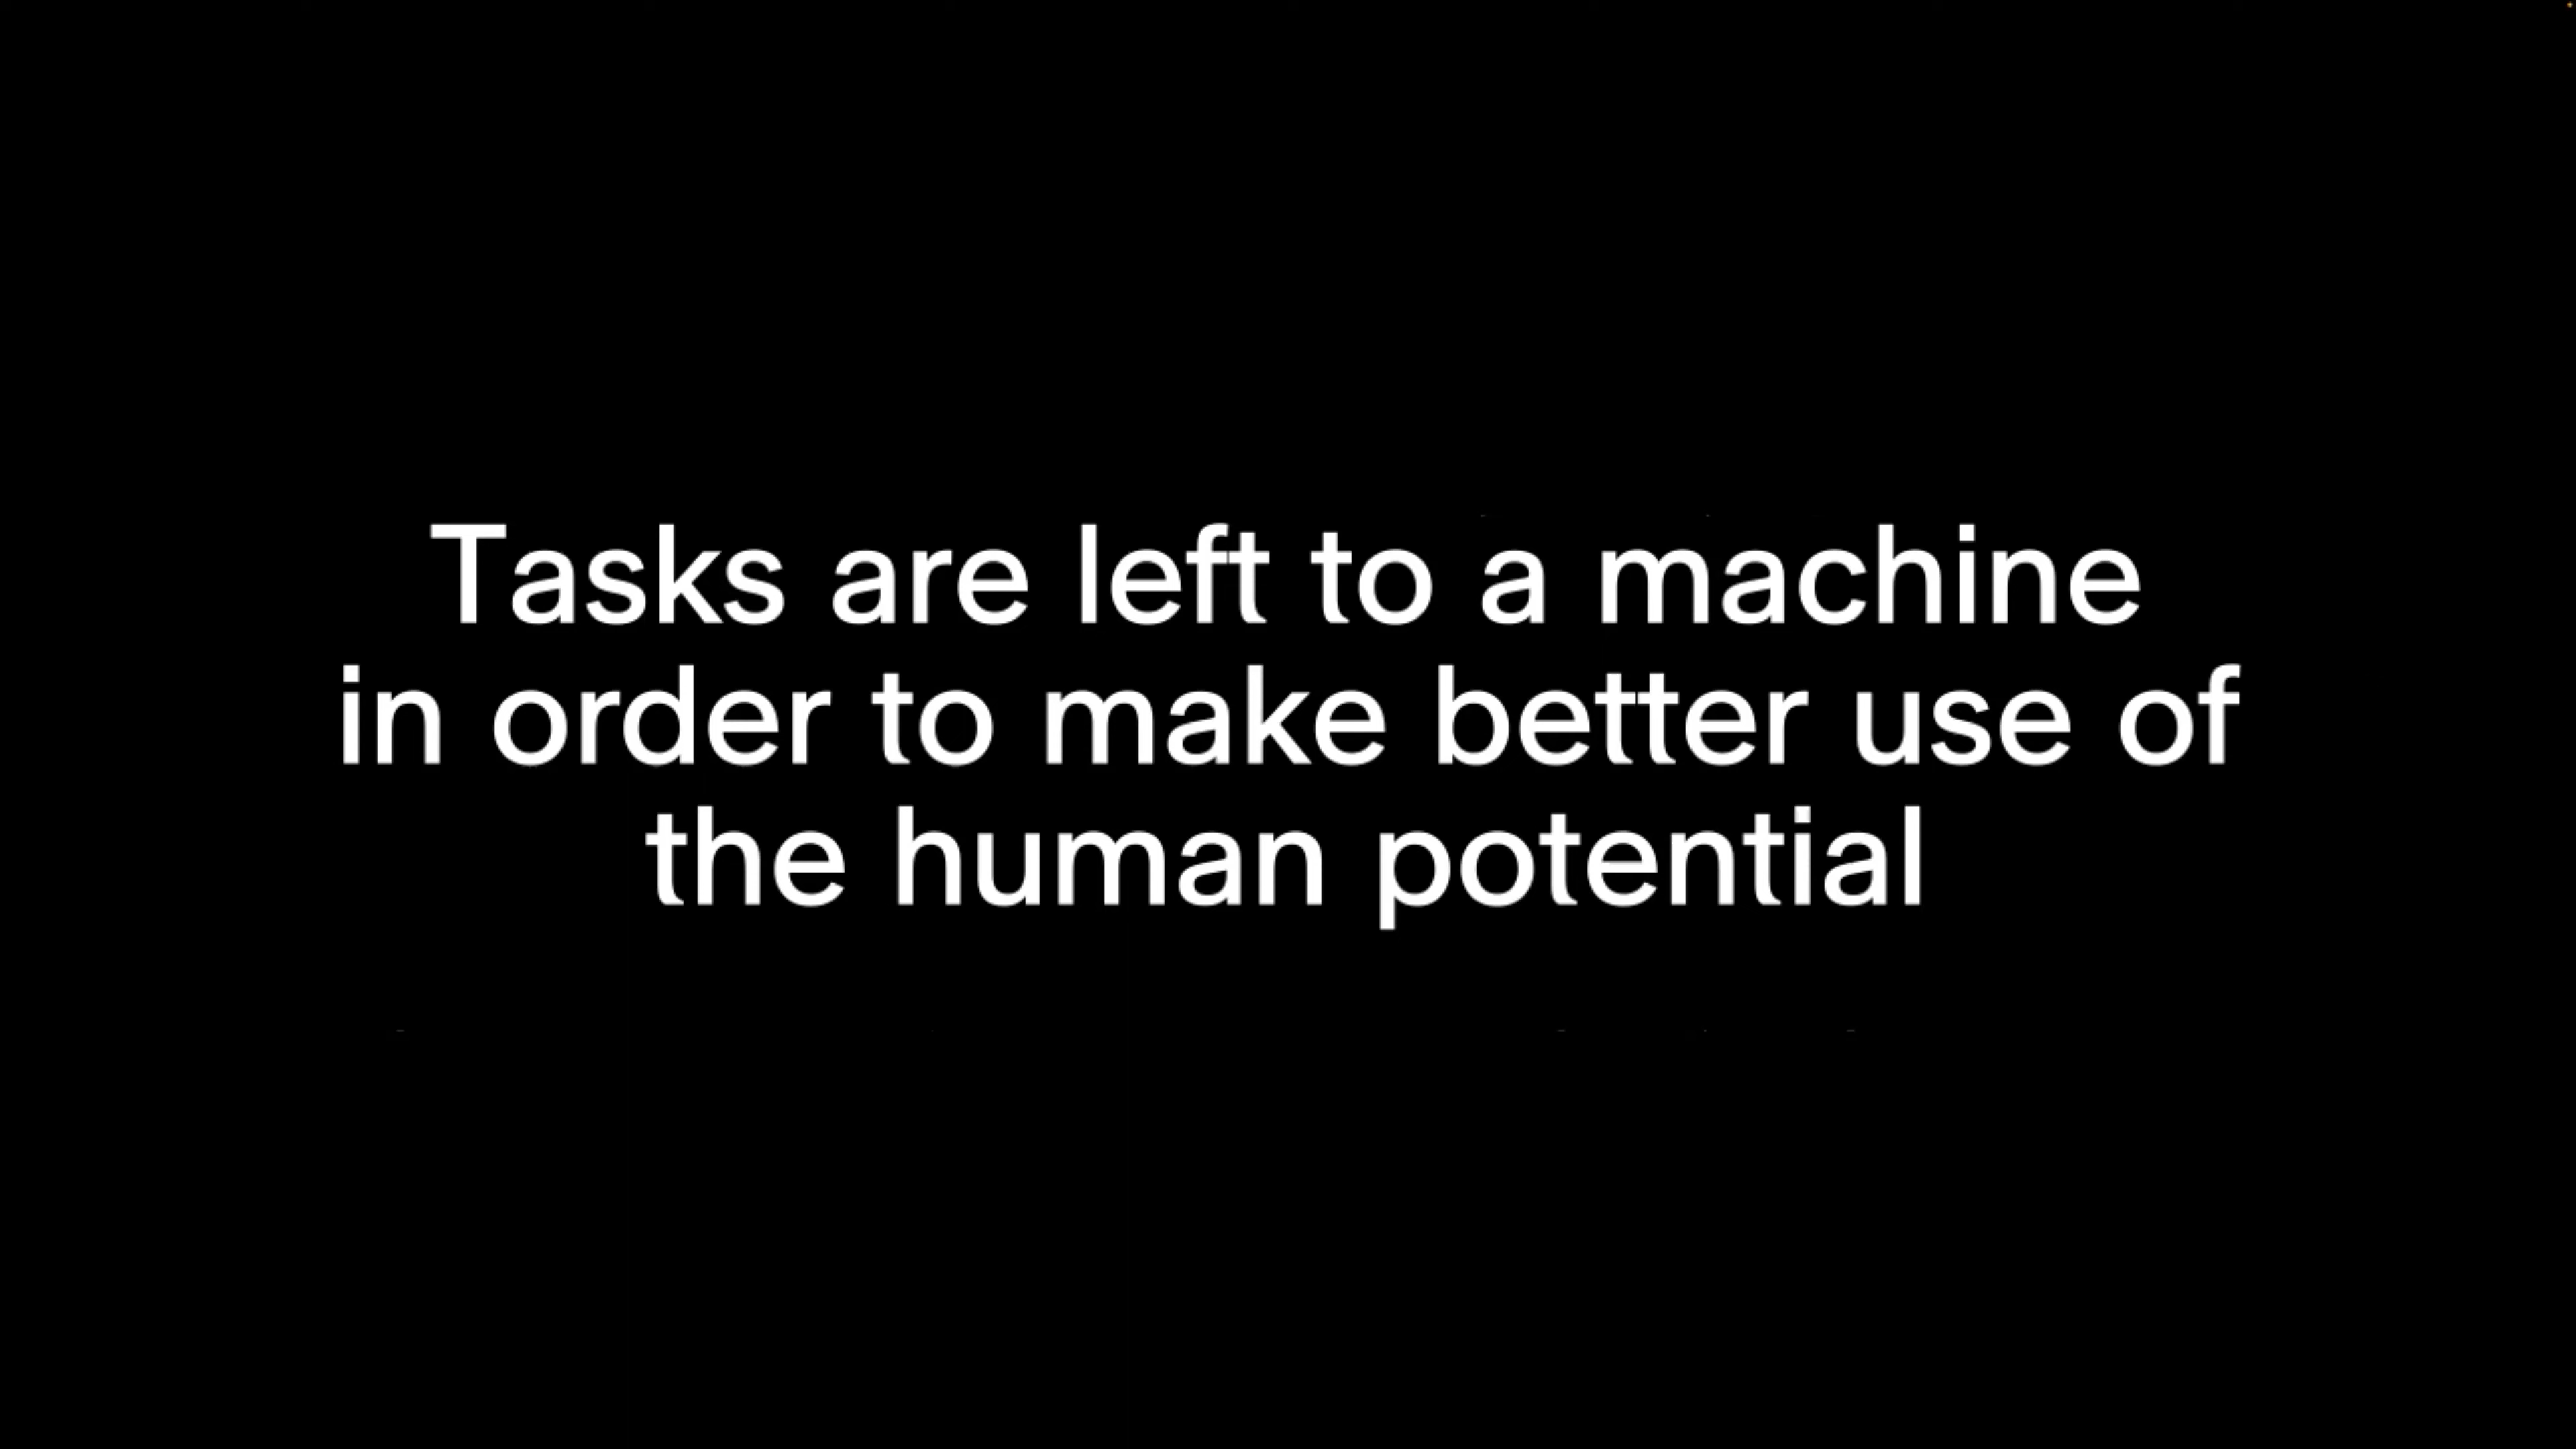 Tasks are left to a machine
in order to make better use of
the human potential